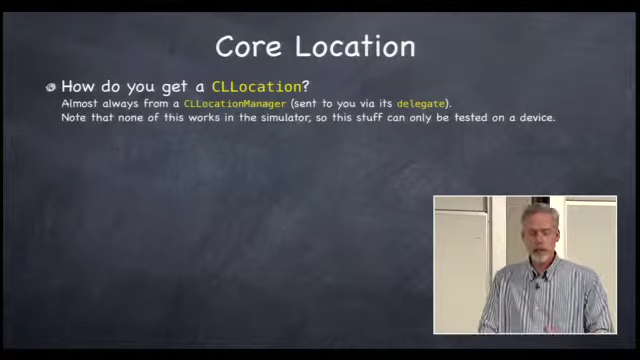 Core Location
How do you get a CLLocation?
Almost always from a CLLocationManager (sent to you via its delegate).
Note that none of this works in the simulator, so this stuff can only be tested on a device.